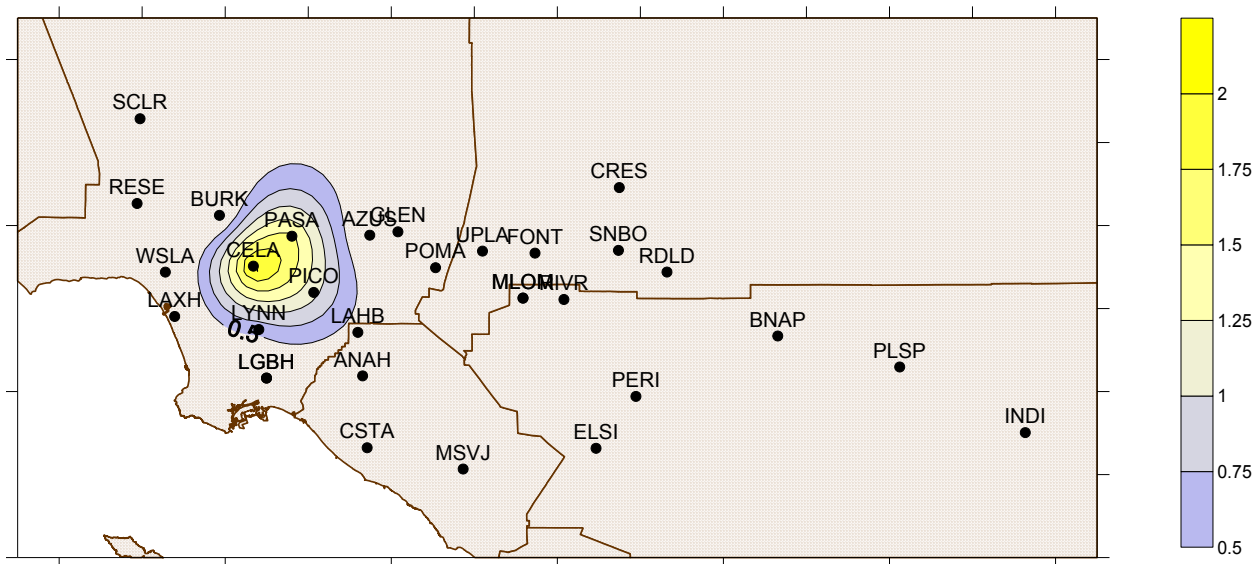 SCLR
CRES
RESE
BURK
PASA
AZUS
GLEN
UPLA
FONT
SNBO
CELA
WSLA
POMA
RDLD
PICO
MLOM
RIVR
LAXH
LYNN
LAHB
0.5
BNAP
LGBH
ANAH
PLSP
PERI
INDI
CSTA
MSVJ
ELSI
2
1.75
1.5
1.25
1
0.75
0.5